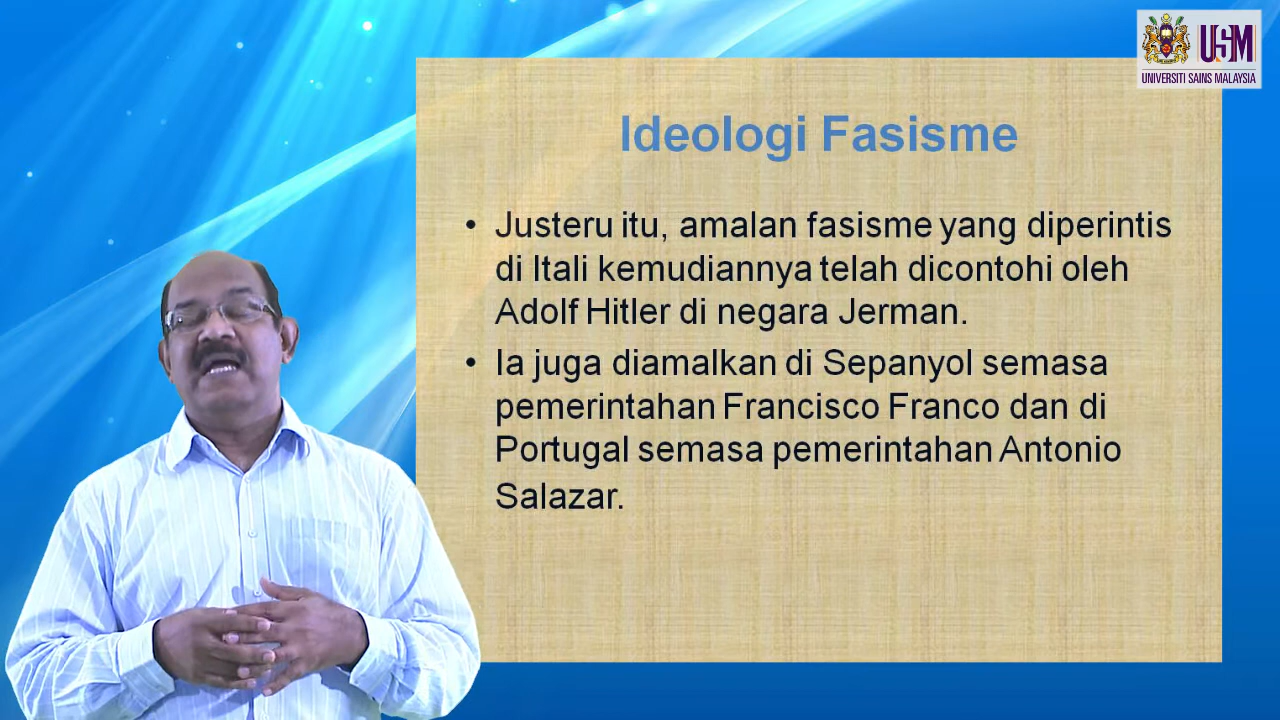 USM
UNIVERSITI SAINS MALAYSIA
Ideologi Fasisme
• Justeru itu, amalan fasisme yang diperintis
di Itali kemudiannya telah dicontohi oleh
Adolf Hitler di negara Jerman.
• Ia juga diamalkan di Sepanyol semasa
pemerintahan Francisco Franco dan di
Portugal semasa pemerintahan Antonio
Salazar.